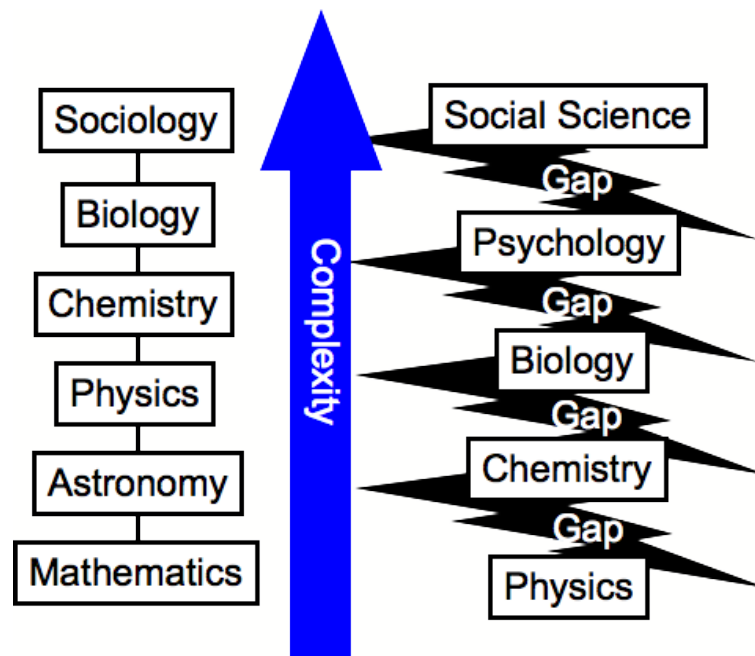 Sociology
Biology
Chemistry
Physics
Astronomy
Mathematics
Complexity
Social Science
Gap
Psychology
Gap
Biology
Gap
Chemistry
Gap
Physics